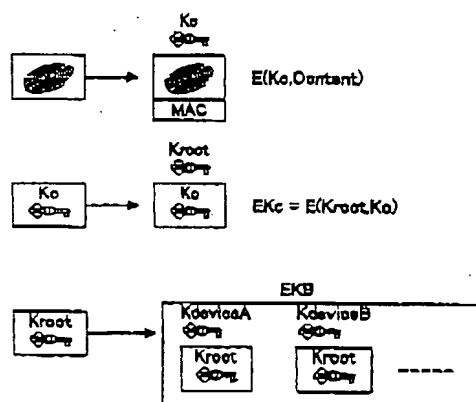 Kc
E(Kc,Content)
MAC
Kroot
Kc
Kc
EKc = E(Kroot,Kc)
EKB
KdeviceA
KdeviceB
Kroot
Kroot
Kroot